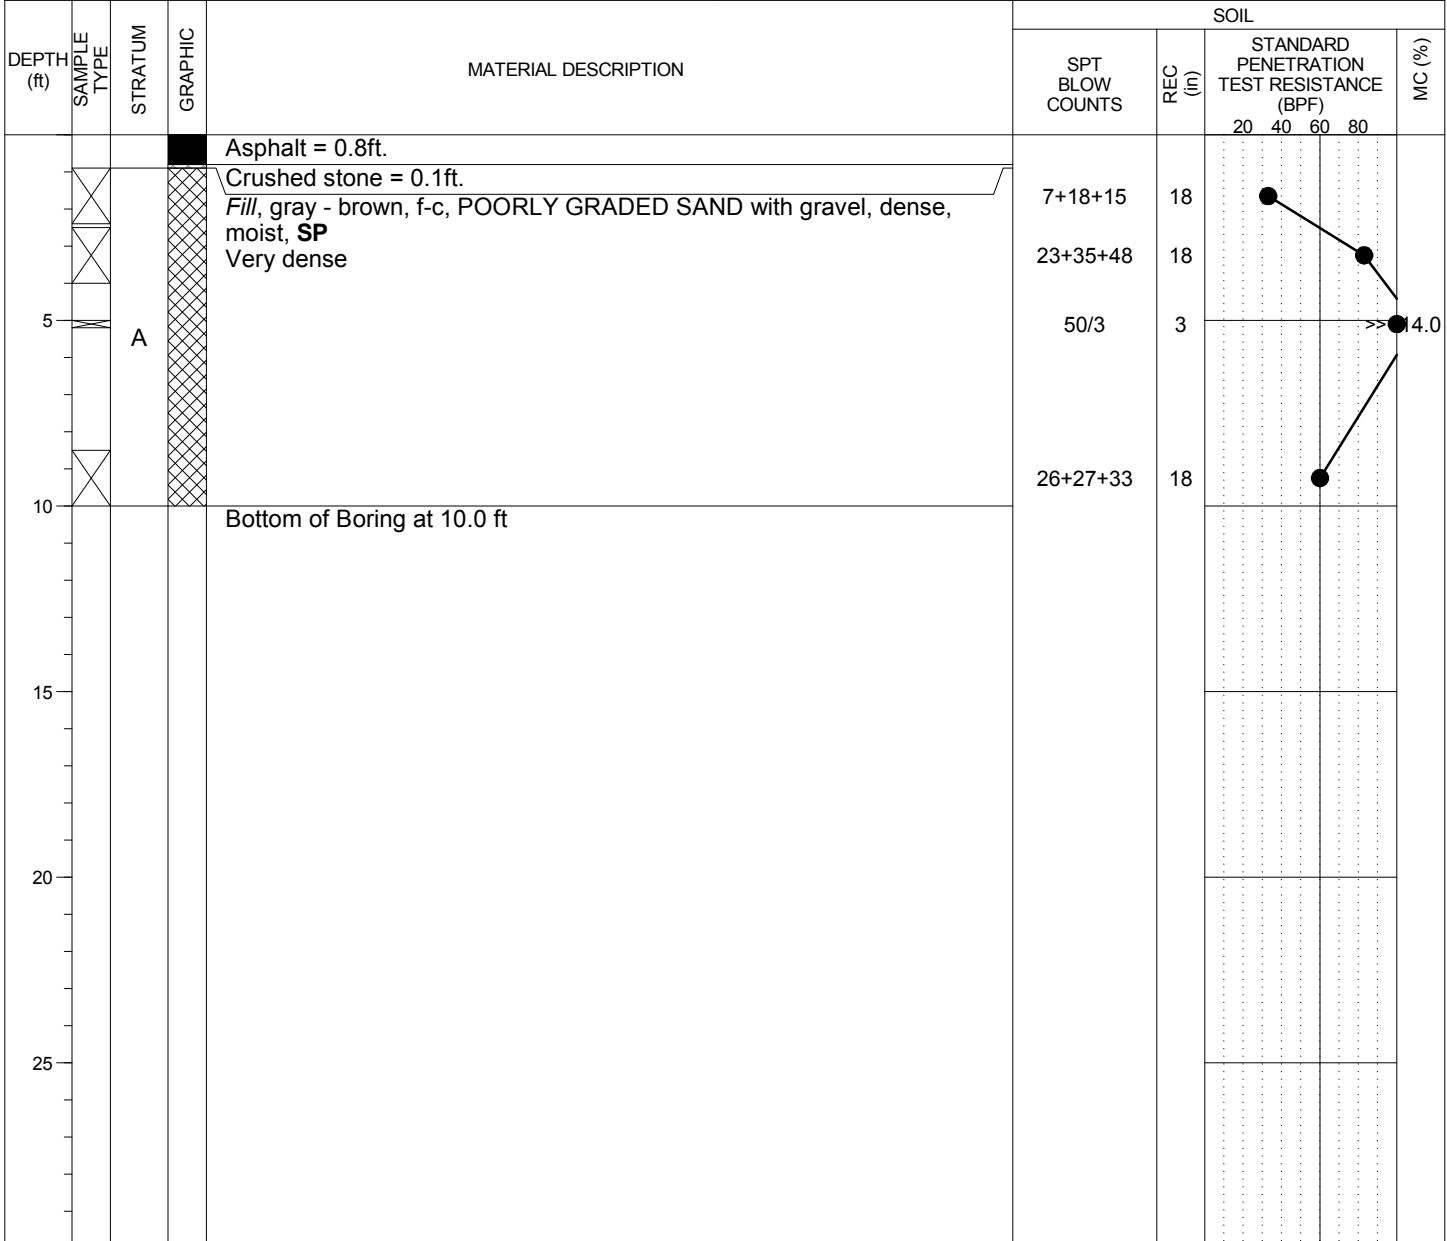 SOIL
DEPTH
(ft)
SAMPLE
TYPE
STRATUM
GRAPHIC
MATERIAL DESCRIPTION
SPT
BLOW
COUNTS
REC
(in)
STANDARD
PENETRATION
TEST RESISTANCE
(BPF)
20 40 60 80
MC (%)
Asphalt = 0.8ft.
Crushed stone = 0.1ft.
7+18+15 18
Fill, gray - brown, f-c, POORLY GRADED SAND with gravel, dense,
moist, SP
Very dense
23+35+48 18
5
A
50/3 3 >> 14.0
26+27+33 18
10
Bottom of Boring at 10.0 ft
15
20
25